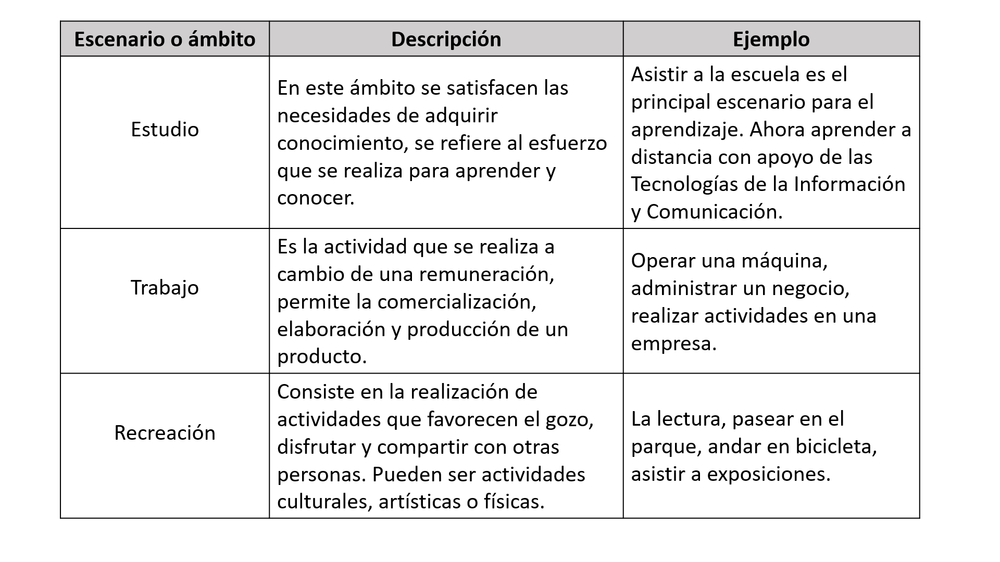 Escenario o ámbito
Descripción
Ejemplo
Estudio
En este ámbito se satisfacen las
necesidades de adquirir
conocimiento, se refiere al esfuerzo
que se realiza para aprender y
conocer.
Asistir a la escuela es el
principal escenario para el
aprendizaje. Ahora aprender a
distancia con apoyo de las
Tecnologías de la Información
y Comunicación.
Trabajo
Es la actividad que se realiza a
cambio de una remuneración,
permite la comercialización,
elaboración y producción de un
producto.
Operar una máquina,
administrar un negocio,
realizar actividades en una
empresa.
Recreación
Consiste en la realización de
actividades que favorecen el gozo,
disfrutar y compartir con otras
personas. Pueden ser actividades
culturales, artísticas o físicas.
La lectura, pasear en el
parque, andar en bicicleta,
asistir a exposiciones.